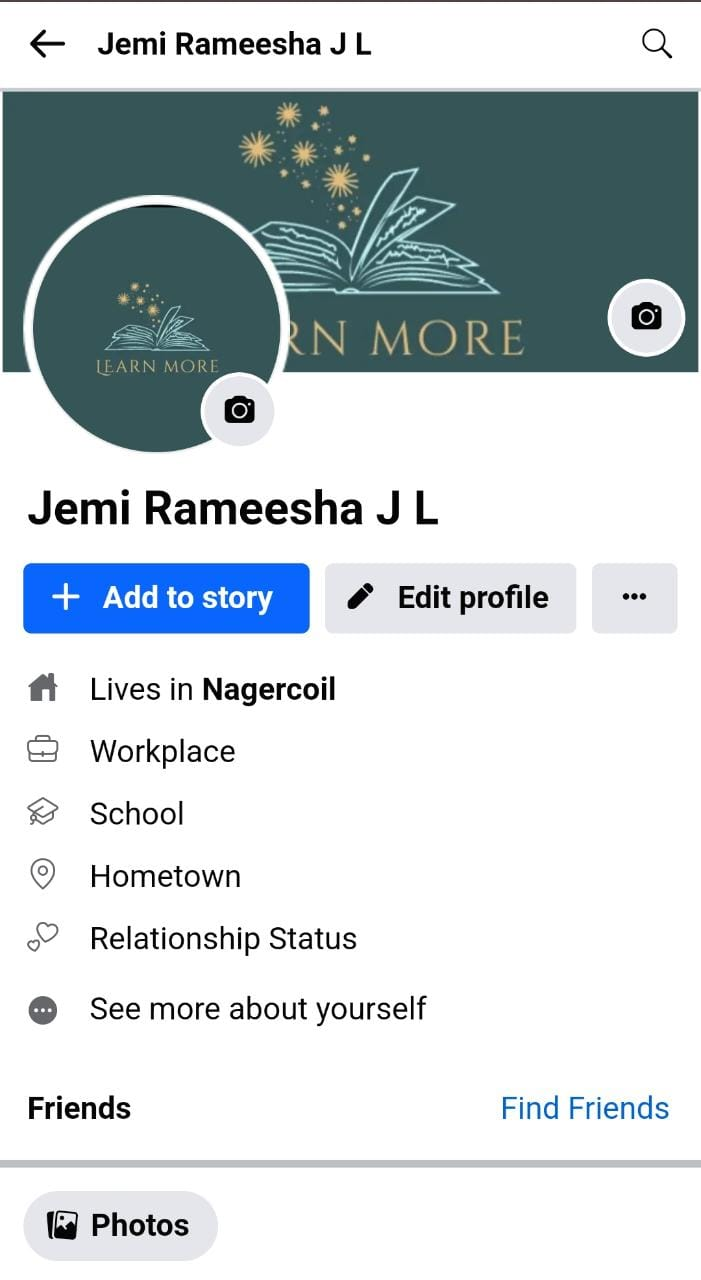 Jemi Rameesha J L
RN MORE
LEARN MORE
Jemi Rameesha J L
+ Add to story
Edit profile
Lives in Nagercoil
Workplace
School
Hometown
Relationship Status
See more about yourself
Friends
Find Friends
Photos